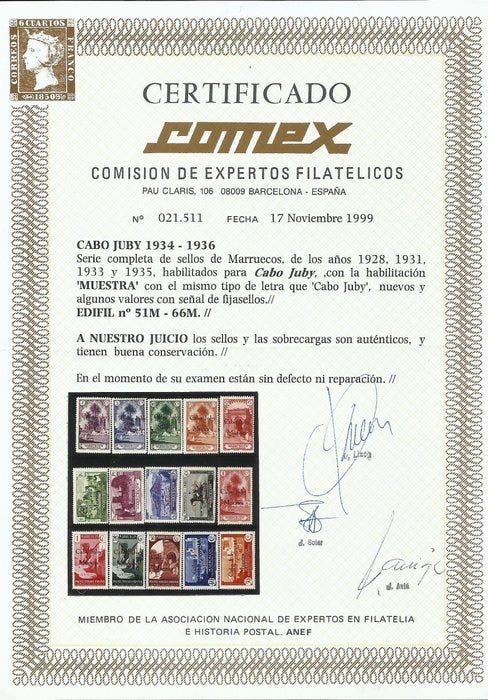 6 CUARTOS
CORREOS
FRANCO
1850
CERTIFICADO
comex
COMISION DE EXPERTOS FILATELICOS
PAU CLARIS, 106 08009 BARCELONA - ESPAÑA
Nº 021.511 FECHA 17 Noviembre 1999
CABO JUBY 1934 - 1936
Serie completa de sellos de Marruecos, de los años 1928, 1931,
1933 y 1935, habilitados para Cabo Juby, ,con la habilitación
'MUESTRA' con el mismo tipo de letra que 'Cabo Juby', nuevos y
algunos valores con señal de fijasellos.//
EDIFIL nº 51M - 66M. //
A NUESTRO JUICIO los sellos y las sobrecargas son auténticos, y
tienen buena conservación. //
En el momento de su examen están sin defecto ni reparación. //
J. Soler
J. Avia
MIEMBRO DE LA ASOCIACION NACIONAL DE EXPERTOS EN FILATELIA
E HISTORIA POSTAL. ANEF